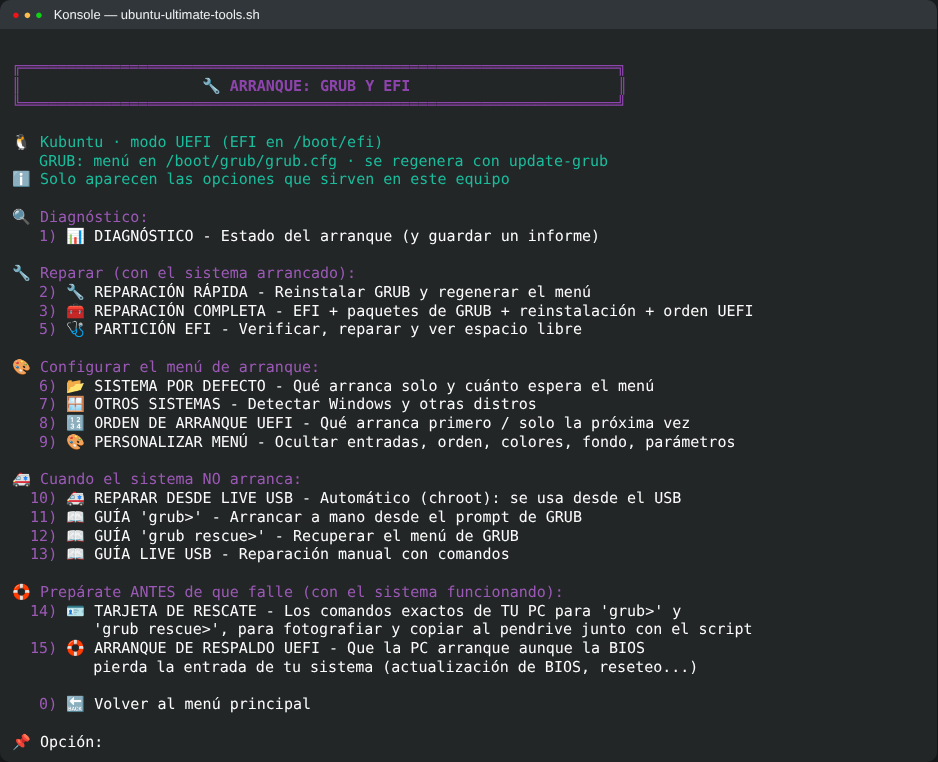 Konsole — ubuntu-ultimate-tools.sh
🔧 ARRANQUE: GRUB Y EFI
🐧 Kubuntu · modo UEFI (EFI en /boot/efi)
GRUB: menú en /boot/grub/grub.cfg · se regenera con update-grub
ℹ️ Solo aparecen las opciones que sirven en este equipo
🔍 Diagnóstico:
1) 📊 DIAGNÓSTICO - Estado del arranque (y guardar un informe)
🔧 Reparar (con el sistema arrancado):
2) 🔧 REPARACIÓN RÁPIDA - Reinstalar GRUB y regenerar el menú
3) 🧰 REPARACIÓN COMPLETA - EFI + paquetes de GRUB + reinstalación + orden UEFI
5) 🩺 PARTICIÓN EFI - Verificar, reparar y ver espacio libre
🎨 Configurar el menú de arranque:
6) 📂 SISTEMA POR DEFECTO - Qué arranca solo y cuánto espera el menú
7) 🪟 OTROS SISTEMAS - Detectar Windows y otras distros
8) 🔢 ORDEN DE ARRANQUE UEFI - Qué arranca primero / solo la próxima vez
9) 🎨 PERSONALIZAR MENÚ - Ocultar entradas, orden, colores, fondo, parámetros
🚑 Cuando el sistema NO arranca:
10) 🚑 REPARAR DESDE LIVE USB - Automático (chroot): se usa desde el USB
11) 📖 GUÍA 'grub>' - Arrancar a mano desde el prompt de GRUB
12) 📖 GUÍA 'grub rescue>' - Recuperar el menú de GRUB
13) 📖 GUÍA LIVE USB - Reparación manual con comandos
🛟 Prepárate ANTES de que falle (con el sistema funcionando):
14) 🪪 TARJETA DE RESCATE - Los comandos exactos de TU PC para 'grub>' y
'grub rescue>', para fotografiar y copiar al pendrive junto con el script
15) 🛟 ARRANQUE DE RESPALDO UEFI - Que la PC arranque aunque la BIOS
pierda la entrada de tu sistema (actualización de BIOS, reseteo...)
0) 🔙 Volver al menú principal
📌 Opción: